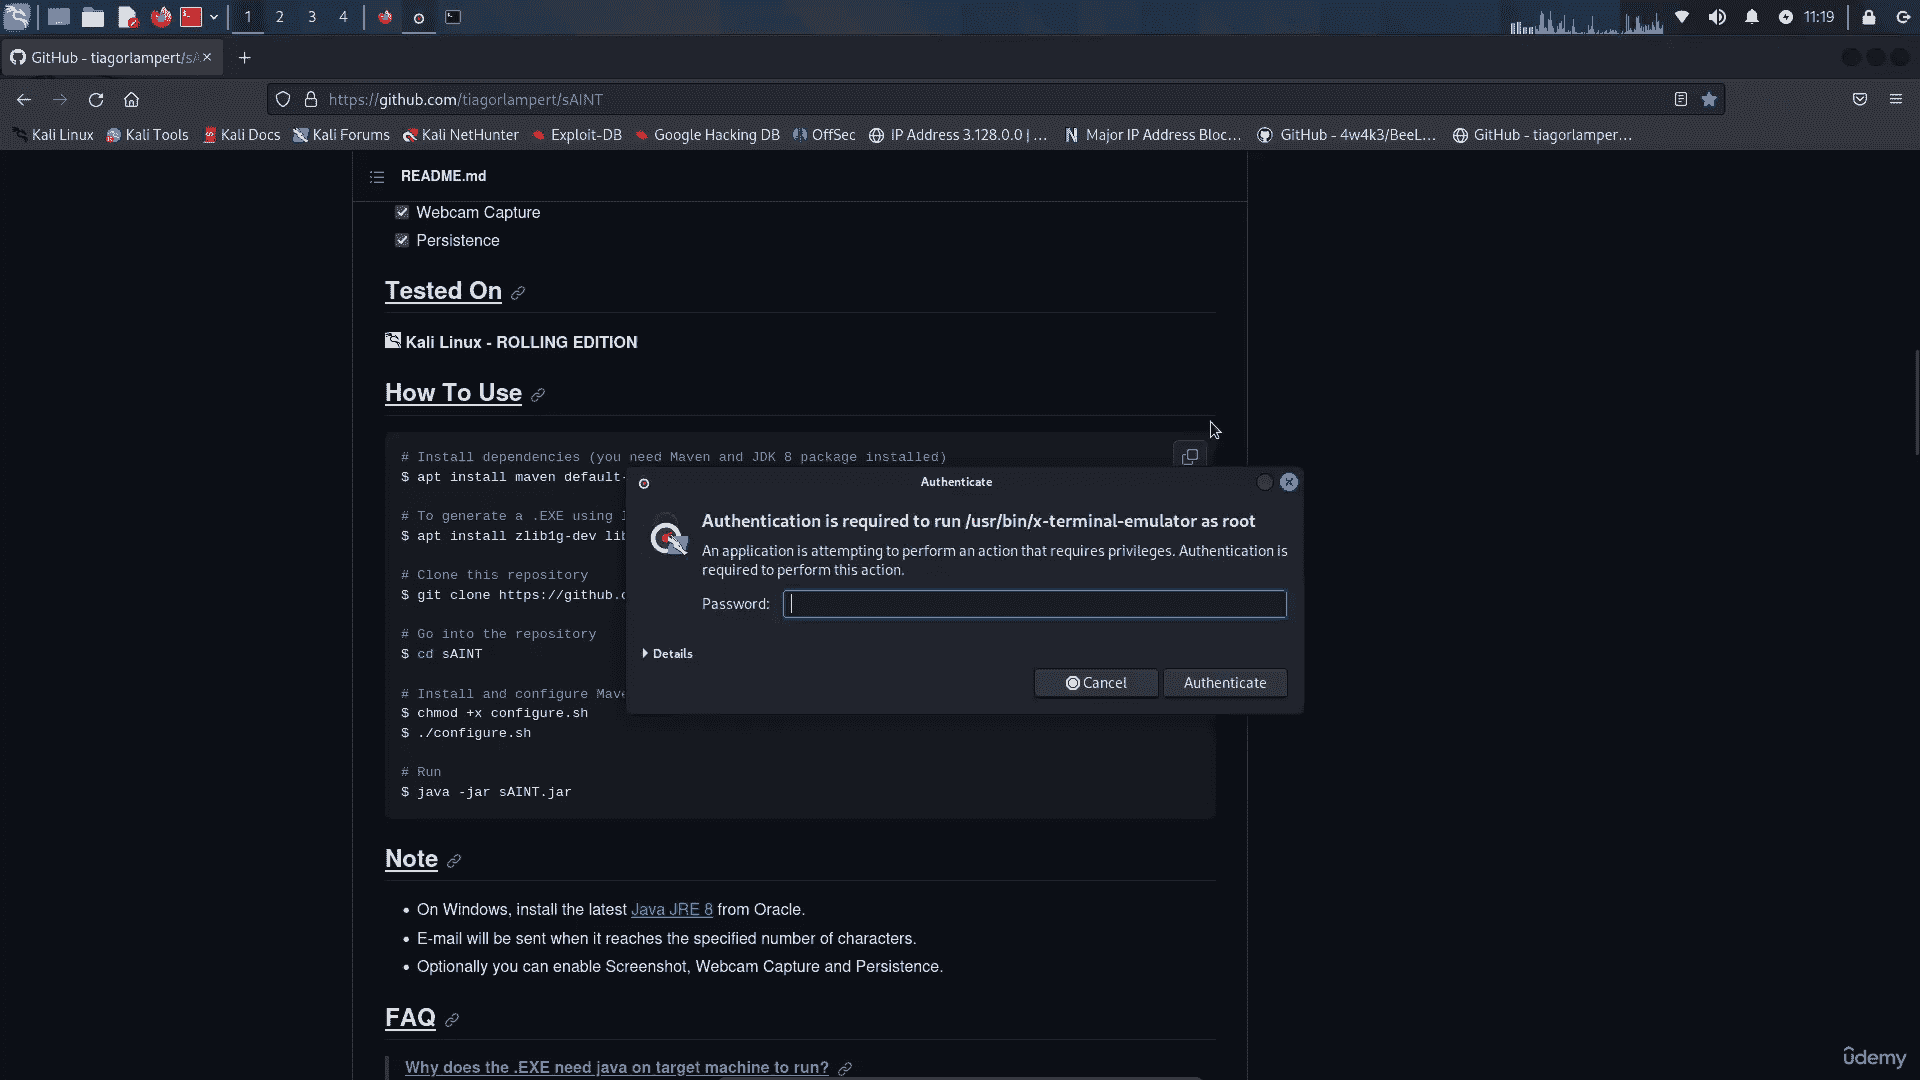 1 2 3 4
11:19
GitHub - tiagorlampert/sA
https://github.com/tiagorlampert/sAINT
Kali Linux Kali Tools Kali Docs Kali Forums Kali NetHunter Exploit-DB Google Hacking DB OffSec IP Address 3.128.0.0 | ... Major IP Address Bloc... GitHub - 4w4k3/BeeL... GitHub - tiagorlamper...
README.md
Webcam Capture
Persistence
Tested On
Kali Linux - ROLLING EDITION
How To Use
# Install dependencies (you need Maven and JDK 8 package installed)
$ apt install maven default-
# To generate a .EXE using
$ apt install zlib1g-dev lib
# Clone this repository
$ git clone https://github.c
# Go into the repository
$ cd sAINT
# Install and configure Mave
$ chmod +x configure.sh
$ ./configure.sh
# Run
$ java -jar sAINT.jar
Authenticate
Authentication is required to run /usr/bin/x-terminal-emulator as root
An application is attempting to perform an action that requires privileges. Authentication is
required to perform this action.
Password:
Details
Cancel Authenticate
Note
On Windows, install the latest Java JRE 8 from Oracle.
E-mail will be sent when it reaches the specified number of characters.
Optionally you can enable Screenshot, Webcam Capture and Persistence.
FAQ
Why does the .EXE need java on target machine to run?
ûdemy